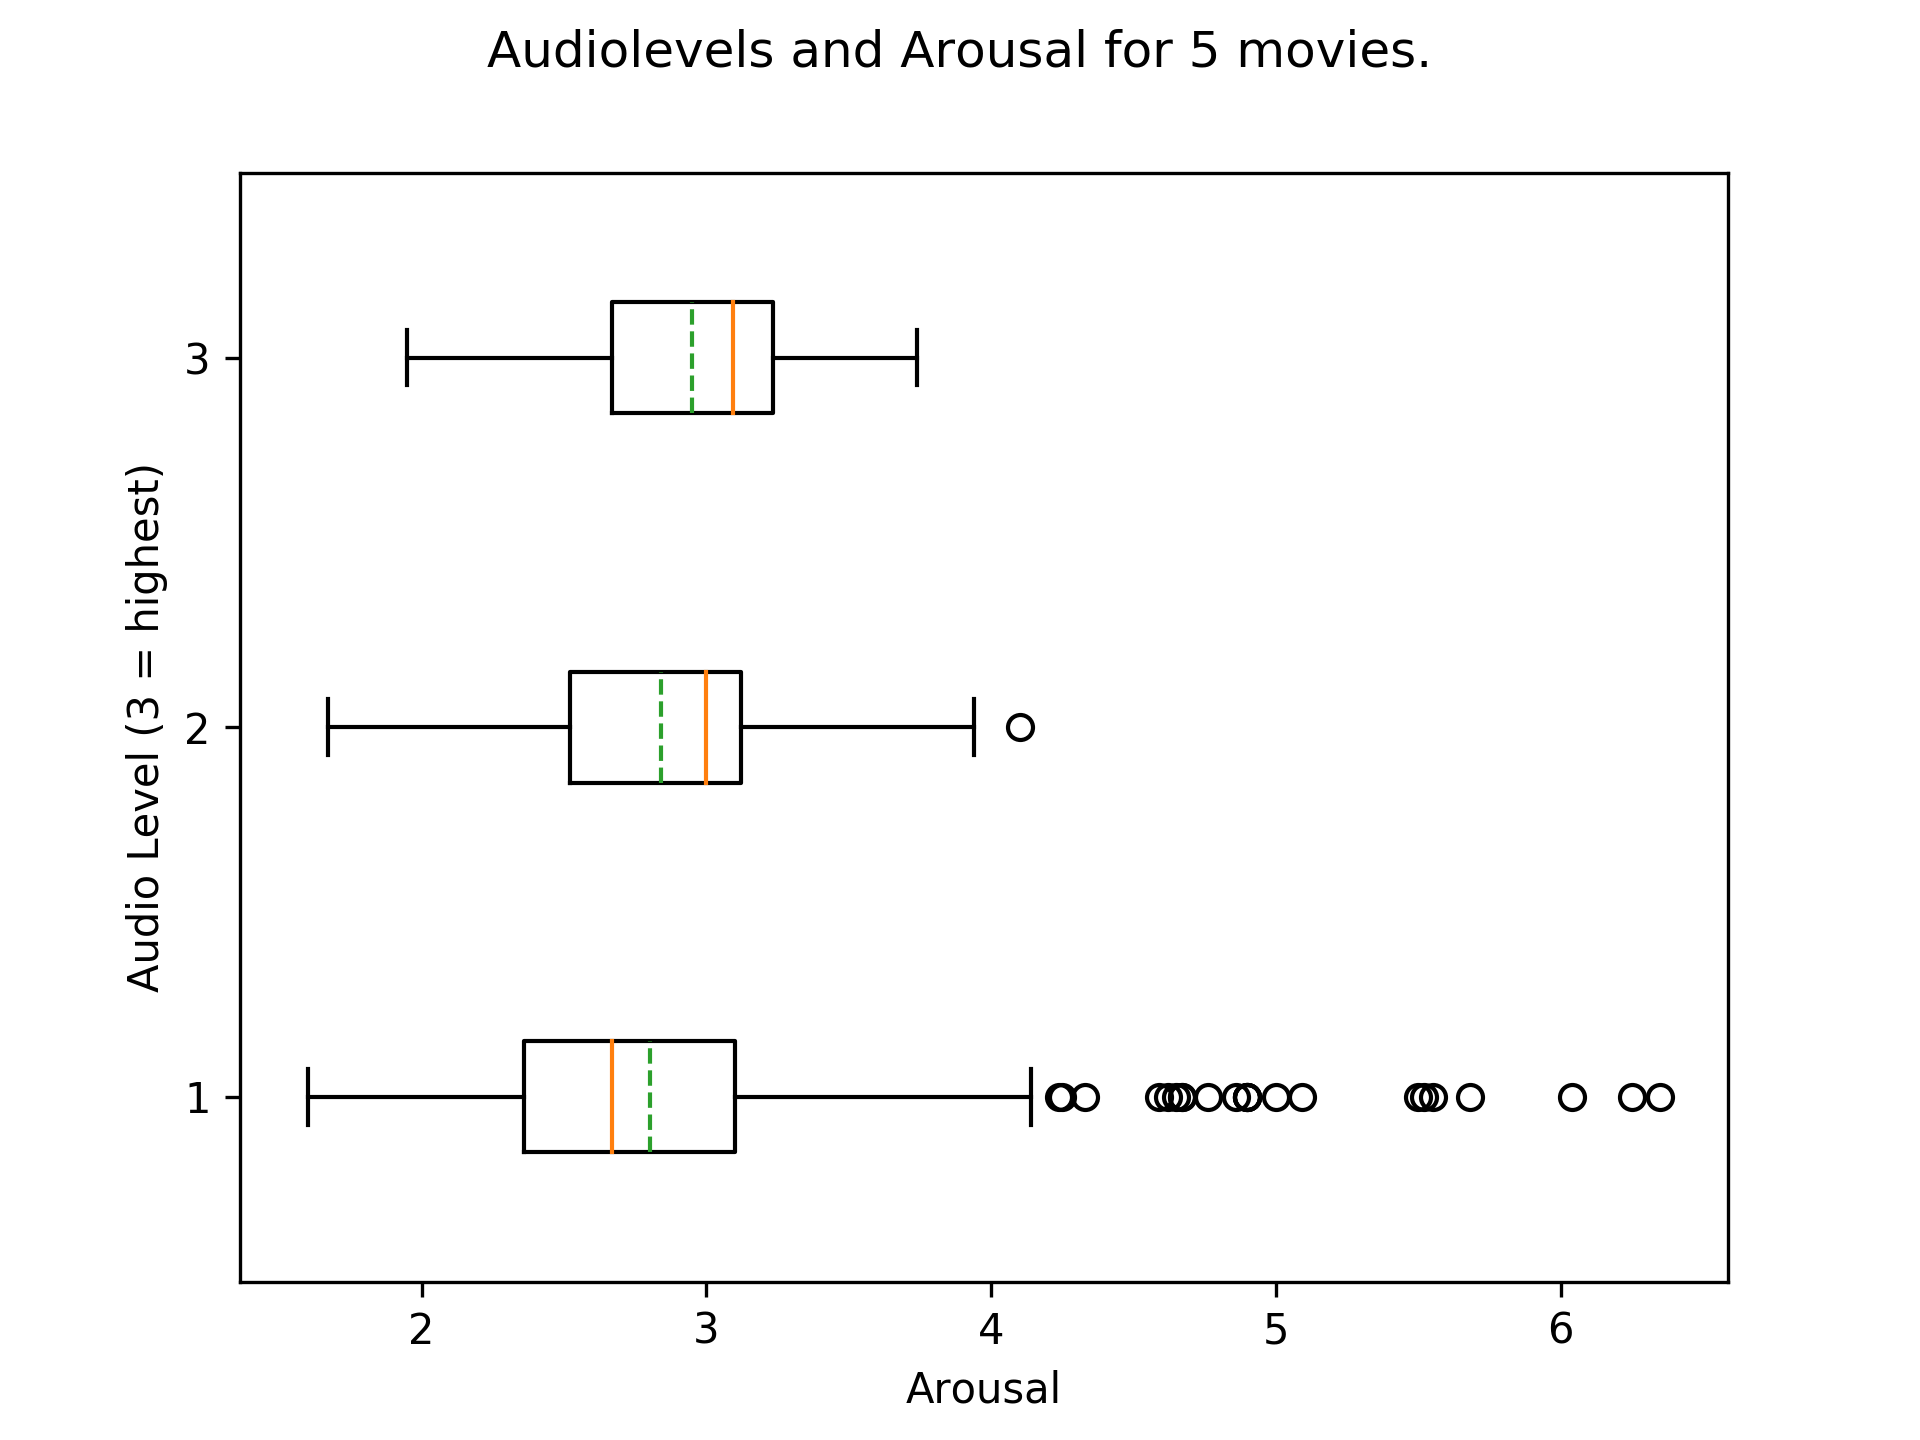 Audiolevels and Arousal for 5 movies.
Audio Level (3 = highest)
3
2
1
2 3 4 5 6
Arousal